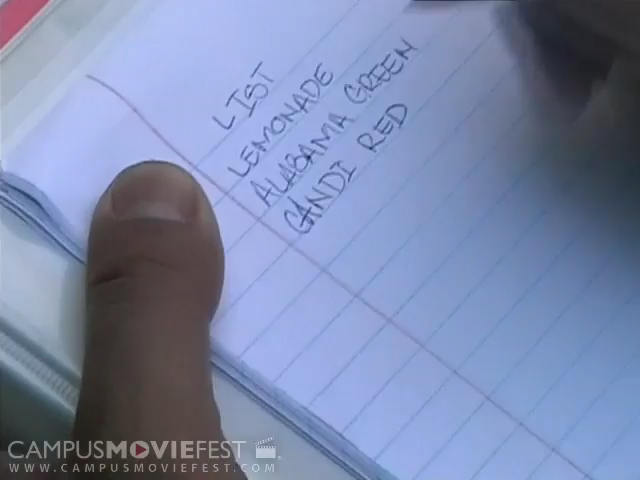 LIST
LEMONADE
ALABAMA GREEN
CANDI RED
CAMPUSMOVIEFEST
WWW.CAMPUSMOVIEFEST.COM